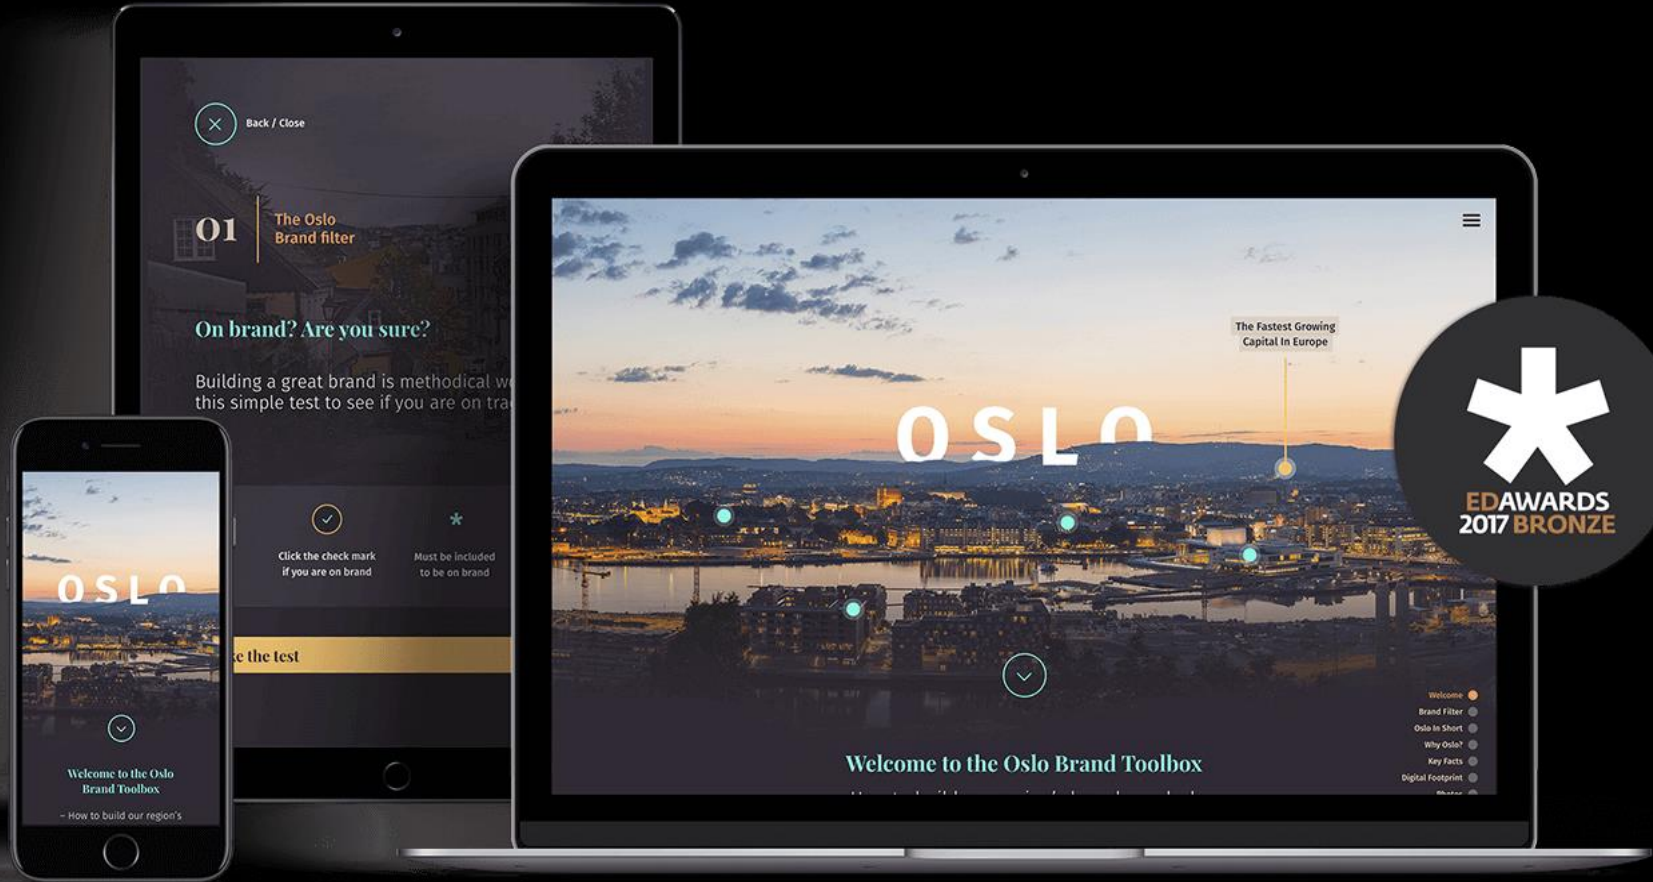 Back / Close
01
The Oslo
Brand filter
On brand? Are you sure?
Building a great brand is methodical
this simple test to see if you are on
Click the check mark
if you are on brand
Must be included
to be on brand
the test
OSLO
Welcome to the Oslo
Brand Toolbox
– How to build our region's
The Fastest Growing
Capital In Europe
OSLO
Welcome
Brand Filter
Oslo In Short
Why Oslo?
Key Facts
Digital Footprint
Photos
Welcome to the Oslo Brand Toolbox
EDAWARDS
2017 BRONZE